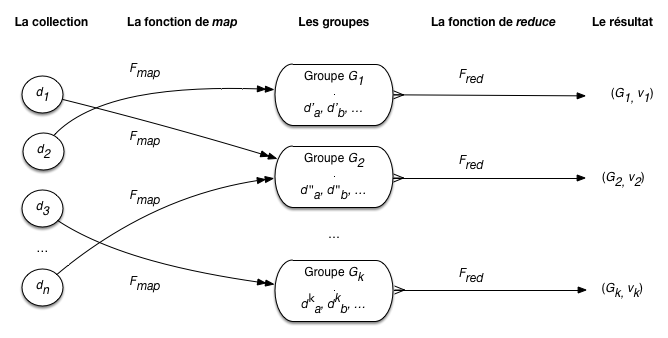 La collection La fonction de map Les groupes La fonction de reduce Le résultat
d1
d2
d3
...
dn
Fmap
Fmap
Fmap
Fmap
Groupe G1
.
d'a, d'b, ...
Groupe G2
.
d"a, d"b, ...
...
Groupe Gk
.
dka, dkb, ...
Fred
Fred
Fred
(G1, v1)
(G2, v2)
(Gk, vk)